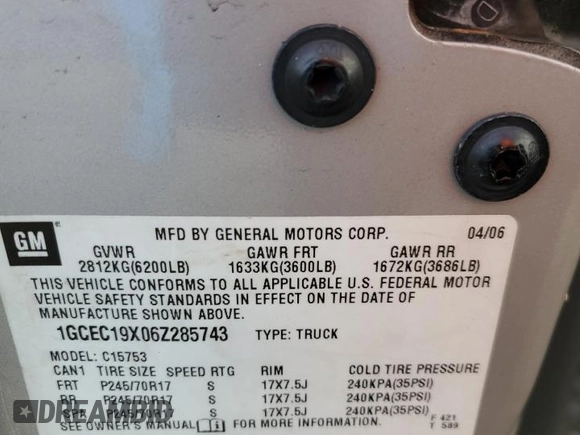 GM
MFD BY GENERAL MOTORS CORP. 04/06
GVWR GAWR FRT GAWR RR
2812KG(6200LB) 1633KG(3600LB) 1672KG(3686LB)
THIS VEHICLE CONFORMS TO ALL APPLICABLE U.S. FEDERAL MOTOR
VEHICLE SAFETY STANDARDS IN EFFECT ON THE DATE OF
MANUFACTURE SHOWN ABOVE.
1GCEC19X06Z285743 TYPE: TRUCK
MODEL: C15753
CAN1 TIRE SIZE SPEED RTG RIM COLD TIRE PRESSURE
FRT P245/70R17 S 17X7.5J 240KPA(35PSI)
RR P245/70R17 S 17X7.5J 240KPA(35PSI)
SPA P245/70R17 S 17X7.5J 240KPA(35PSI)
SEE OWNER'S MANUAL FOR MORE INFORMATION.
F 421
T 589
DREAMBID